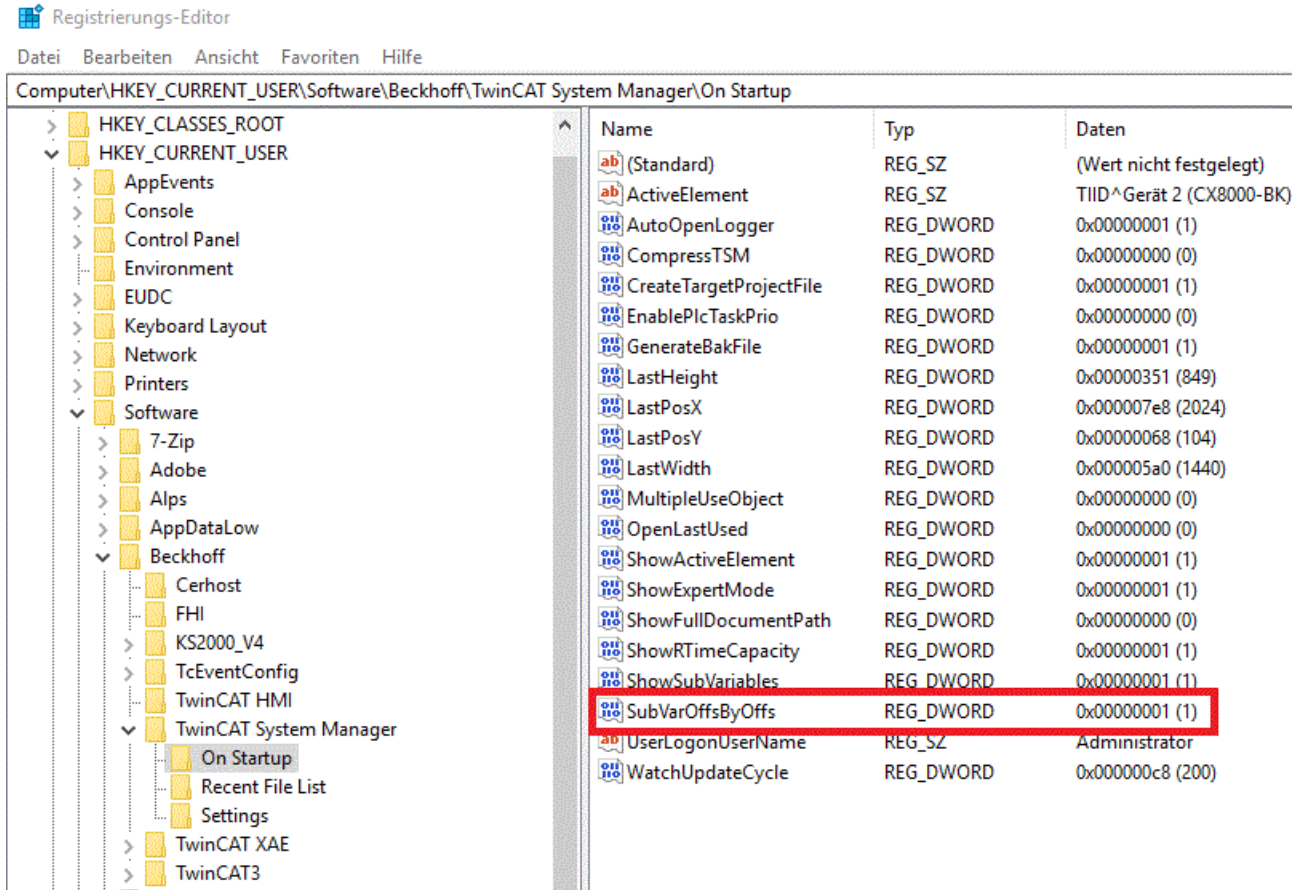 Registrierungs-Editor
Datei Bearbeiten Ansicht Favoriten Hilfe
Computer\HKEY_CURRENT_USER\Software\Beckhoff\TwinCAT System Manager\On Startup
HKEY_CLASSES_ROOT
HKEY_CURRENT_USER
AppEvents
Console
Control Panel
Environment
EUDC
Keyboard Layout
Network
Printers
Software
7-Zip
Adobe
Alps
AppDataLow
Beckhoff
Cerhost
FHI
KS2000_V4
TcEventConfig
TwinCAT HMI
TwinCAT System Manager
On Startup
Recent File List
Settings
TwinCAT XAE
TwinCAT3
Name Typ Daten
(Standard) REG_SZ (Wert nicht festgelegt)
ActiveElement REG_SZ TIID^Gerät 2 (CX8000-BK)
AutoOpenLogger REG_DWORD 0x00000001 (1)
CompressTSM REG_DWORD 0x00000000 (0)
CreateTargetProjectFile REG_DWORD 0x00000001 (1)
EnablePlcTaskPrio REG_DWORD 0x00000000 (0)
GenerateBakFile REG_DWORD 0x00000001 (1)
LastHeight REG_DWORD 0x00000351 (849)
LastPosX REG_DWORD 0x000007e8 (2024)
LastPosY REG_DWORD 0x00000068 (104)
LastWidth REG_DWORD 0x000005a0 (1440)
MultipleUseObject REG_DWORD 0x00000000 (0)
OpenLastUsed REG_DWORD 0x00000000 (0)
ShowActiveElement REG_DWORD 0x00000001 (1)
ShowExpertMode REG_DWORD 0x00000001 (1)
ShowFullDocumentPath REG_DWORD 0x00000000 (0)
ShowRTimeCapacity REG_DWORD 0x00000001 (1)
ShowSubVariables REG_DWORD 0x00000001 (1)
SubVarOffsByOffs REG_DWORD 0x00000001 (1)
UserLogonUserName REG_SZ Administrator
WatchUpdateCycle REG_DWORD 0x000000c8 (200)